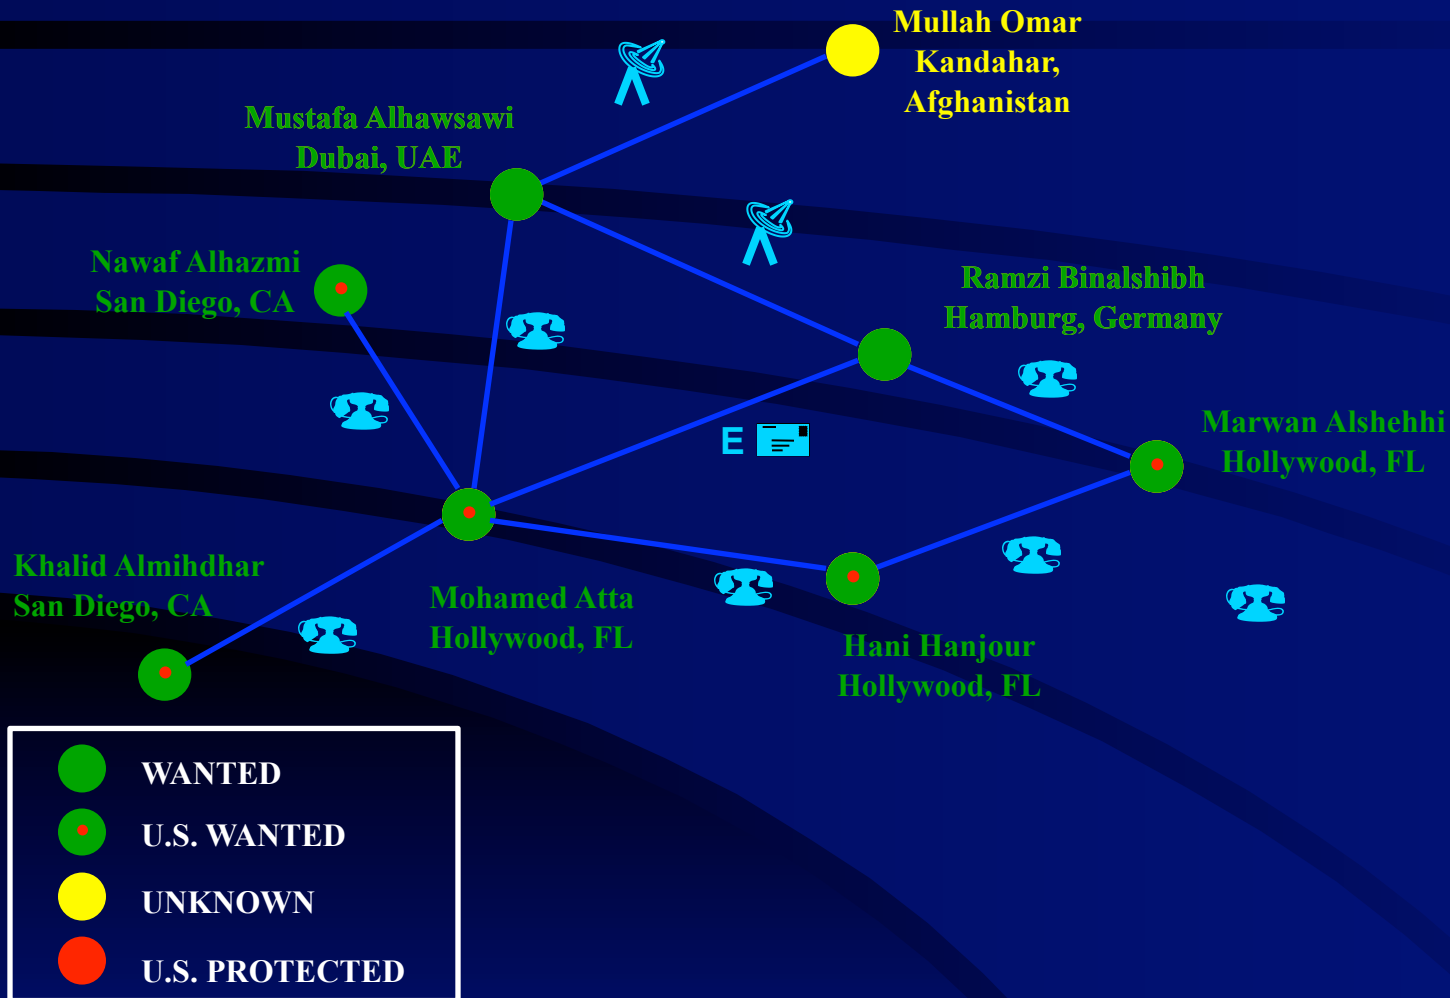 Mullah Omar
Kandahar,
Afghanistan
Mustafa Alhawsawi
Dubai, UAE
Nawaf Alhazmi
San Diego, CA
Ramzi Binalshibh
Hamburg, Germany
Marwan Alshehhi
Hollywood, FL
E
Khalid Almihdhar
San Diego, CA
Mohamed Atta
Hollywood, FL
Hani Hanjour
Hollywood, FL
WANTED
U.S. WANTED
UNKNOWN
U.S. PROTECTED